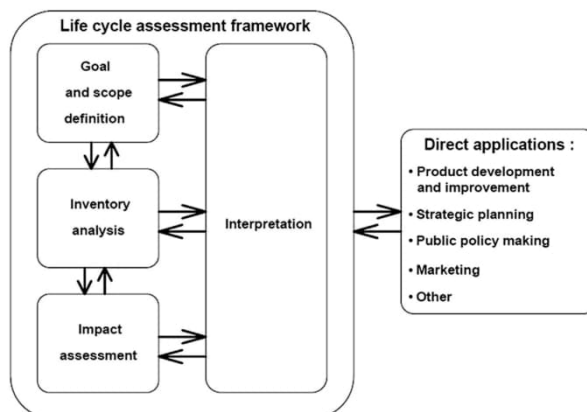 Life cycle assessment framework
Goal
and scope
definition
Inventory
analysis
Impact
assessment
Interpretation
Direct applications :
• Product development
and improvement
• Strategic planning
• Public policy making
• Marketing
• Other